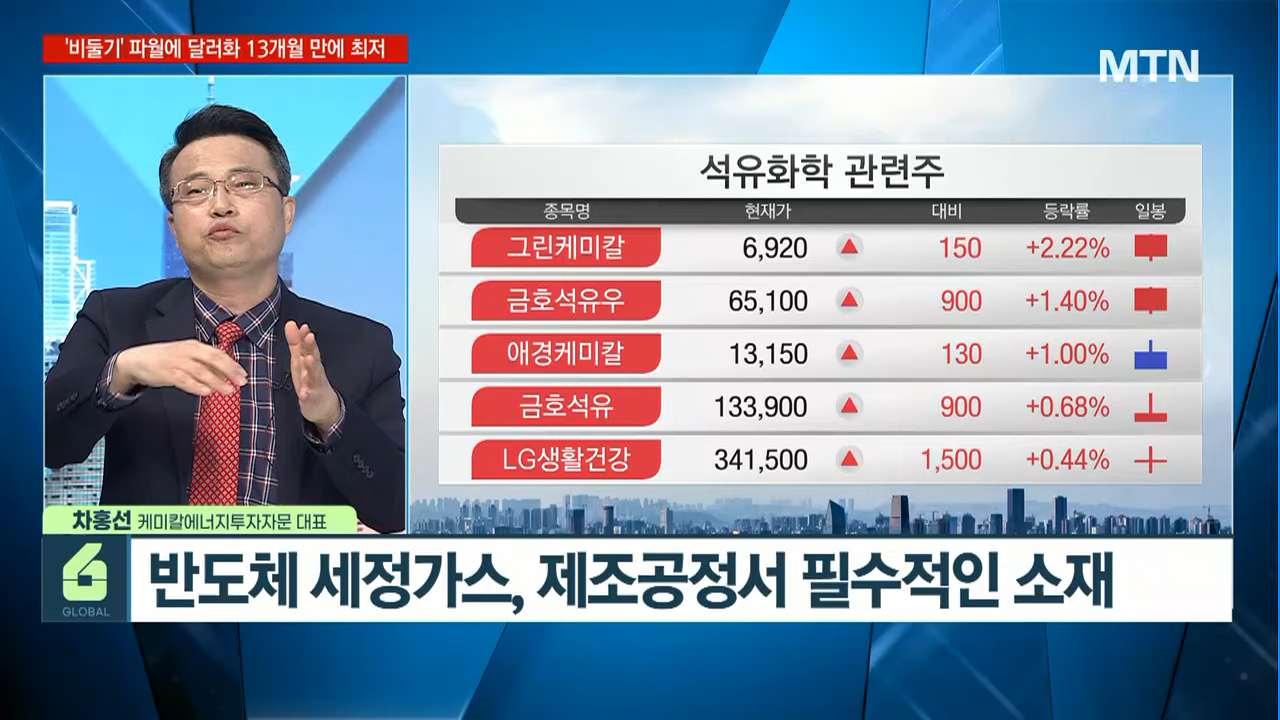 '비둘기' 파월에 달러화 13개월 만에 최저
MTN
석유화학 관련주
종목명 현재가 대비 등락률 일봉
그린케미칼 6,920 ▲ 150 +2.22%
금호석유우 65,100 ▲ 900 +1.40%
애경케미칼 13,150 ▲ 130 +1.00%
금호석유 133,900 ▲ 900 +0.68%
LG생활건강 341,500 ▲ 1,500 +0.44%
차홍선 케미칼에너지투자자문 대표
6 GLOBAL
반도체 세정가스, 제조공정서 필수적인 소재